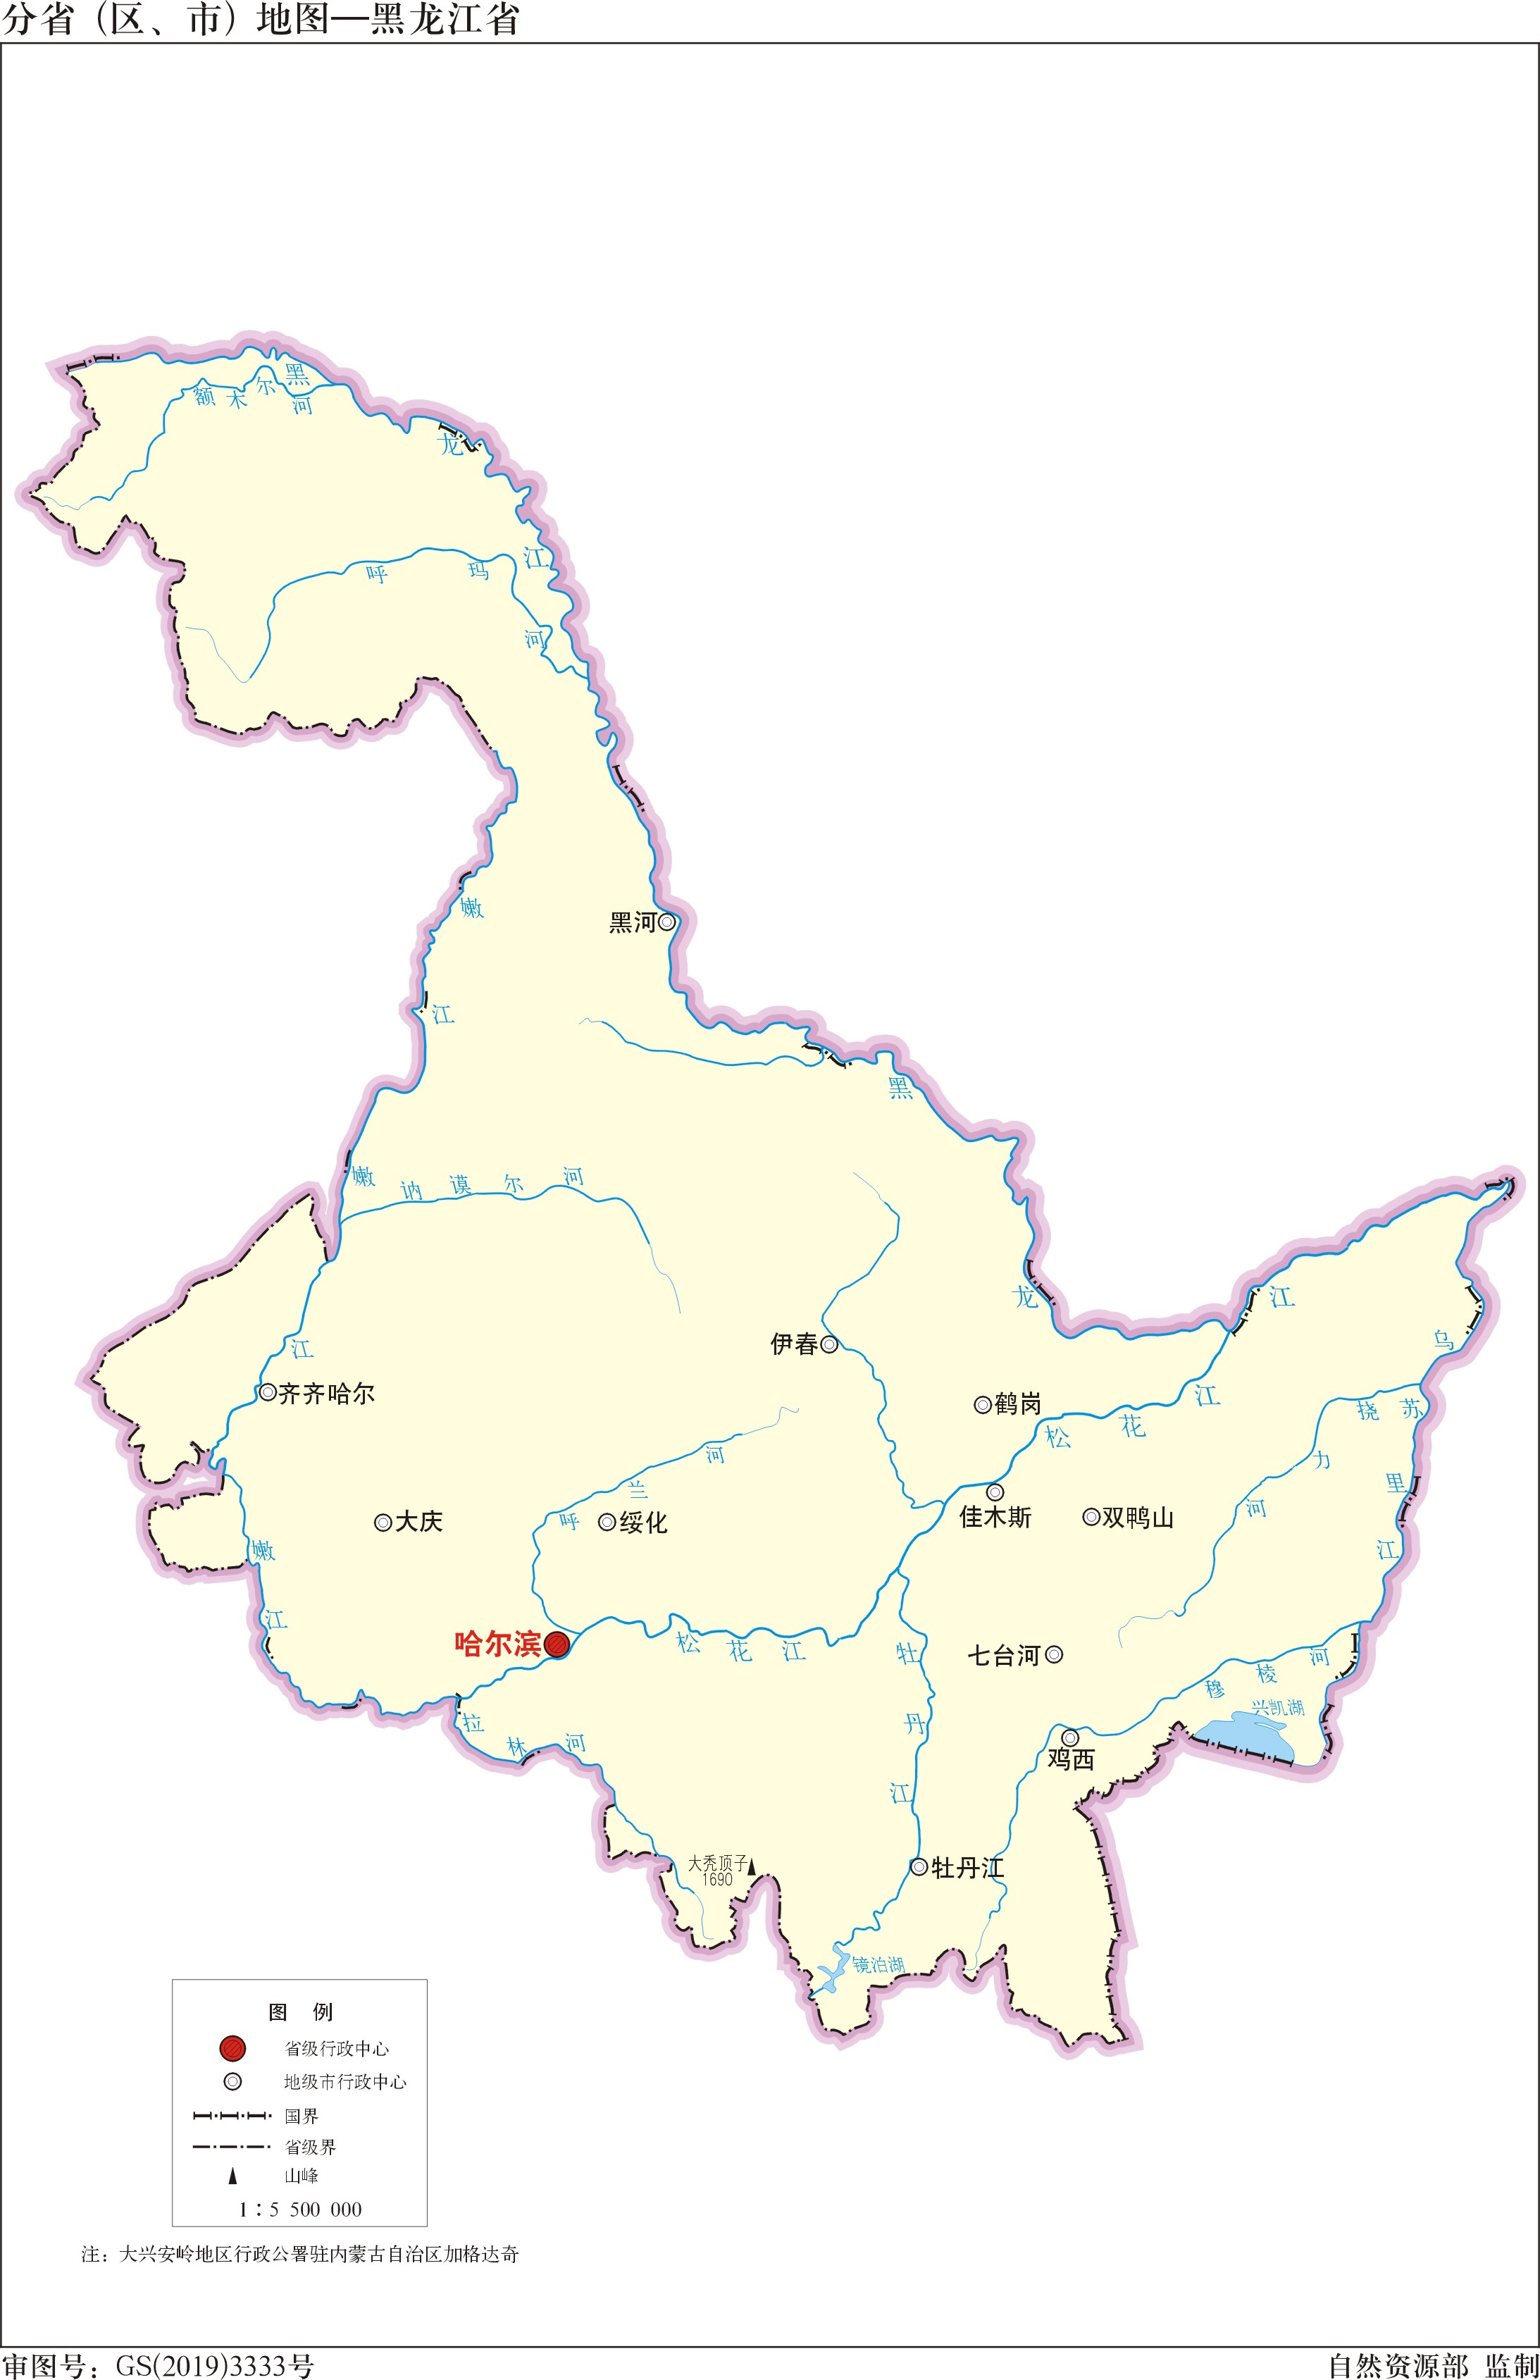 分省（区、市）地图—黑龙江省
额木尔河
黑龙江
呼玛河
嫩江
黑河
黑龙江
嫩江
讷谟尔河
伊春
齐齐哈尔
鹤岗
松花江
乌苏里江
挠力河
呼兰河
大庆
绥化
佳木斯
双鸭山
嫩江
哈尔滨
松花江
牡丹江
七台河
穆棱河
兴凯湖
拉林河
鸡西
大秃顶子
1690
牡丹江
镜泊湖
图 例
省级行政中心
地级市行政中心
国界
省级界
山峰
1：5 500 000
注：大兴安岭地区行政公署驻内蒙古自治区加格达奇
审图号：GS(2019)3333号
自然资源部 监制